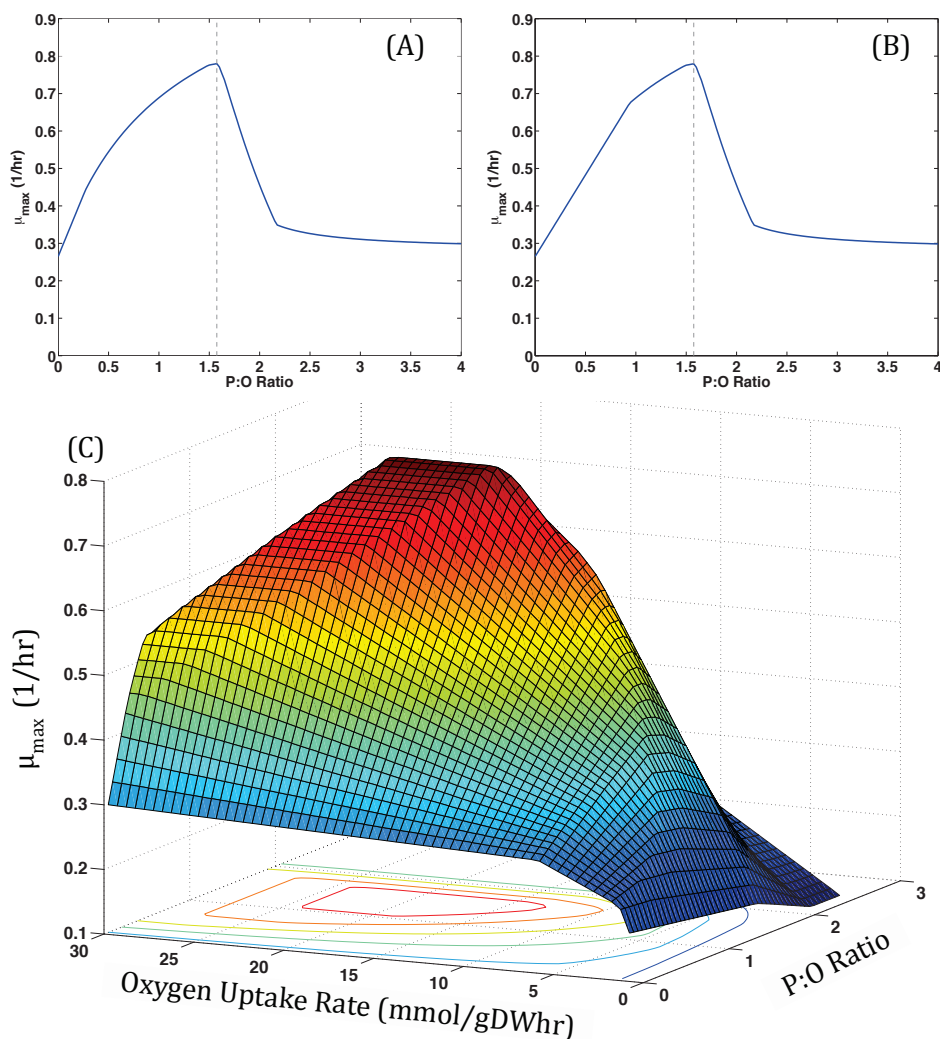 (A)
0.9
0.8
0.7
0.6
0.5
0.4
0.3
0.2
0.1
0
μmax (1/hr)
0 0.5 1 1.5 2 2.5 3 3.5 4
P:O Ratio
(B)
0.9
0.8
0.7
0.6
0.5
0.4
0.3
0.2
0.1
0
μmax (1/hr)
0 0.5 1 1.5 2 2.5 3 3.5 4
P:O Ratio
(C)
0.8
0.7
0.6
0.5
0.4
0.3
0.2
0.1
μmax (1/hr)
30 25 20 15 10 5 0
Oxygen Uptake Rate (mmol/gDWhr)
0 1 2 3
P:O Ratio